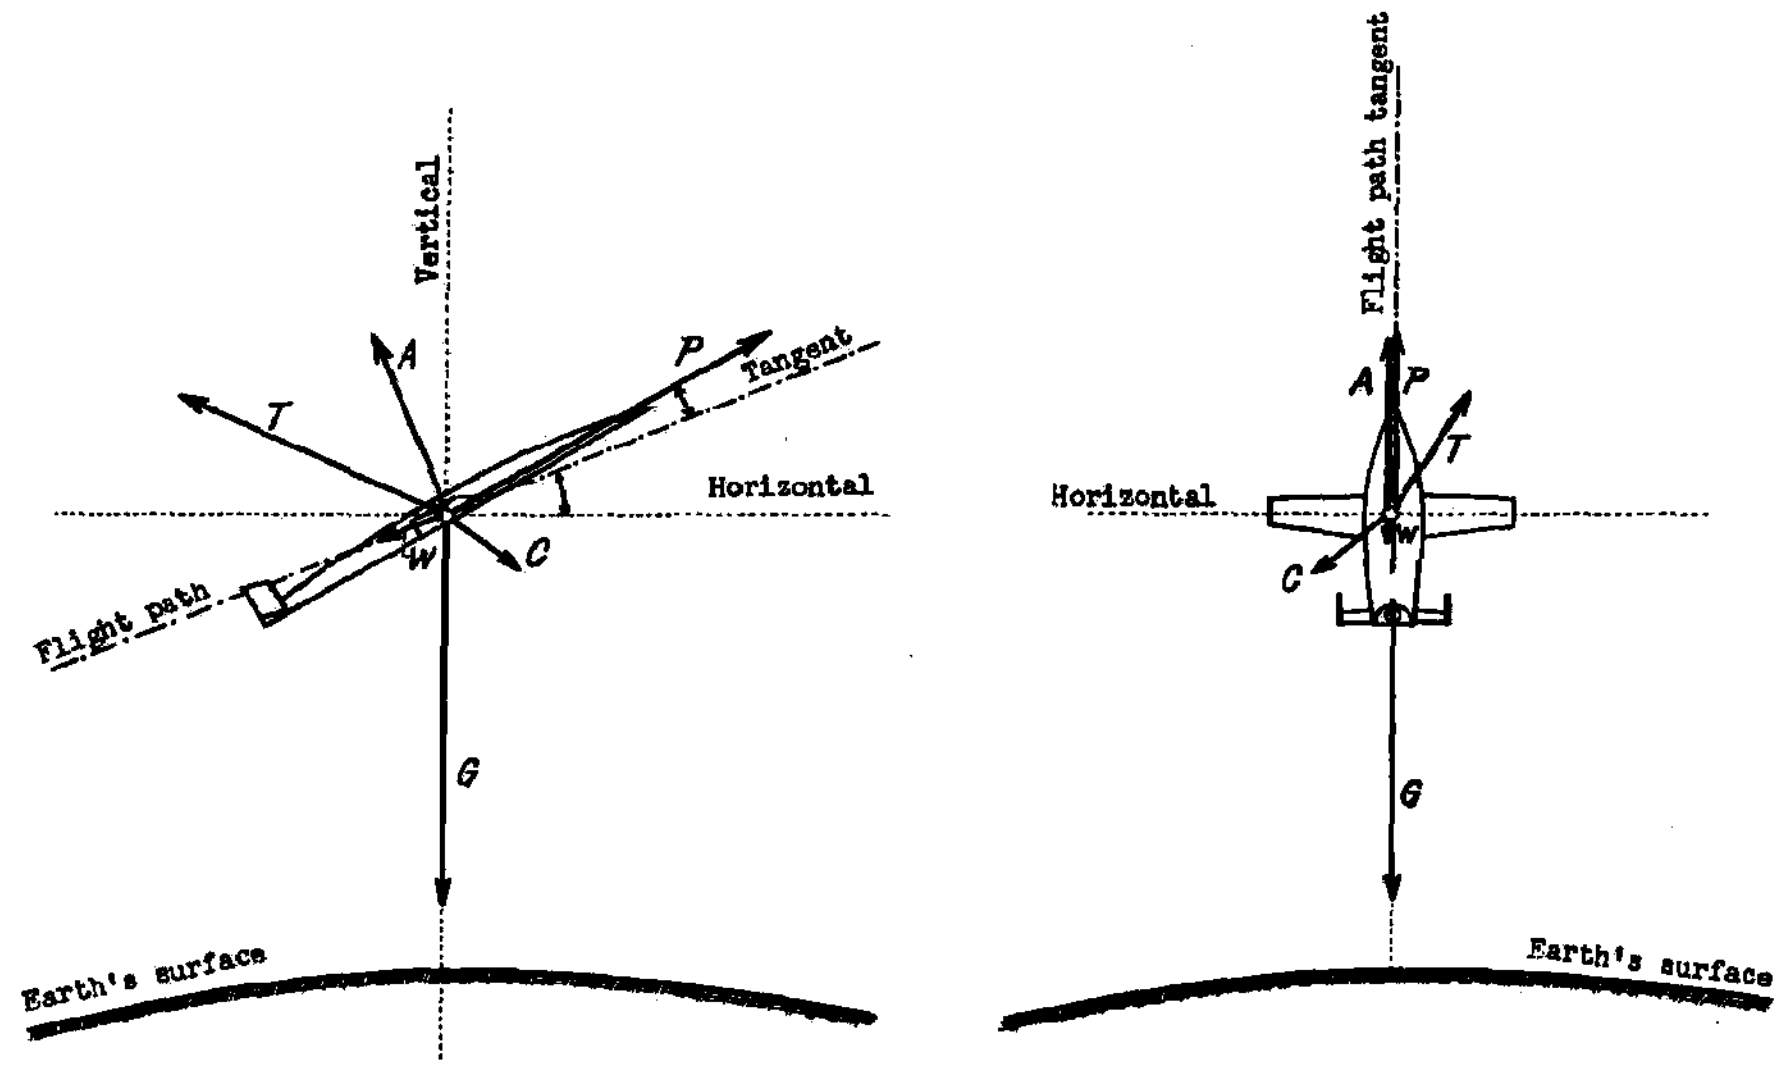 Vertical
A
P
T
Tangent
Horizontal
W
C
Flight path
G
Earth's surface
Flight path tangent
A
P
T
Horizontal
W
C
G
Earth's surface